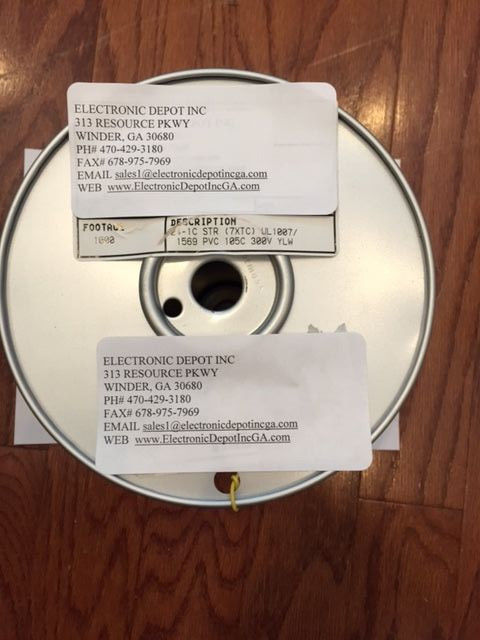 ELECTRONIC DEPOT INC
313 RESOURCE PKWY
WINDER, GA 30680
PH# 470-429-3180
FAX# 678-975-7969
EMAIL sales1@electronicdepotincga.com
WEB www.ElectronicDepotIncGA.com
DESCRIPTION
1000
STR (7XTC) UL1007/
1569 PVC 105C 300V YLW
ELECTRONIC DEPOT INC
313 RESOURCE PKWY
WINDER, GA 30680
PH# 470-429-3180
FAX# 678-975-7969
EMAIL sales1@electronicdepotincga.com
WEB www.ElectronicDepotIncGA.com